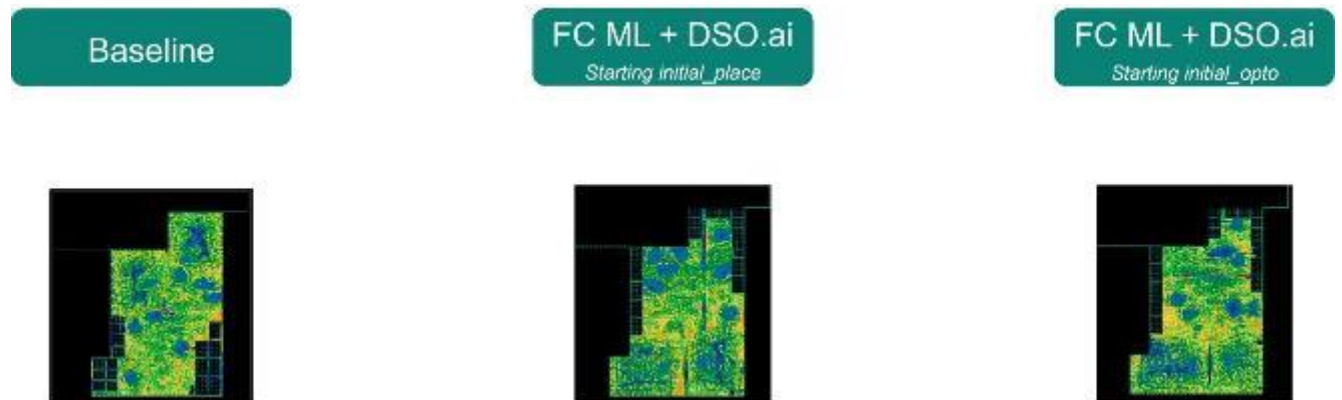 Baseline
FC ML + DSO.ai
Starting initial_place
FC ML + DSO.ai
Starting initial_opto